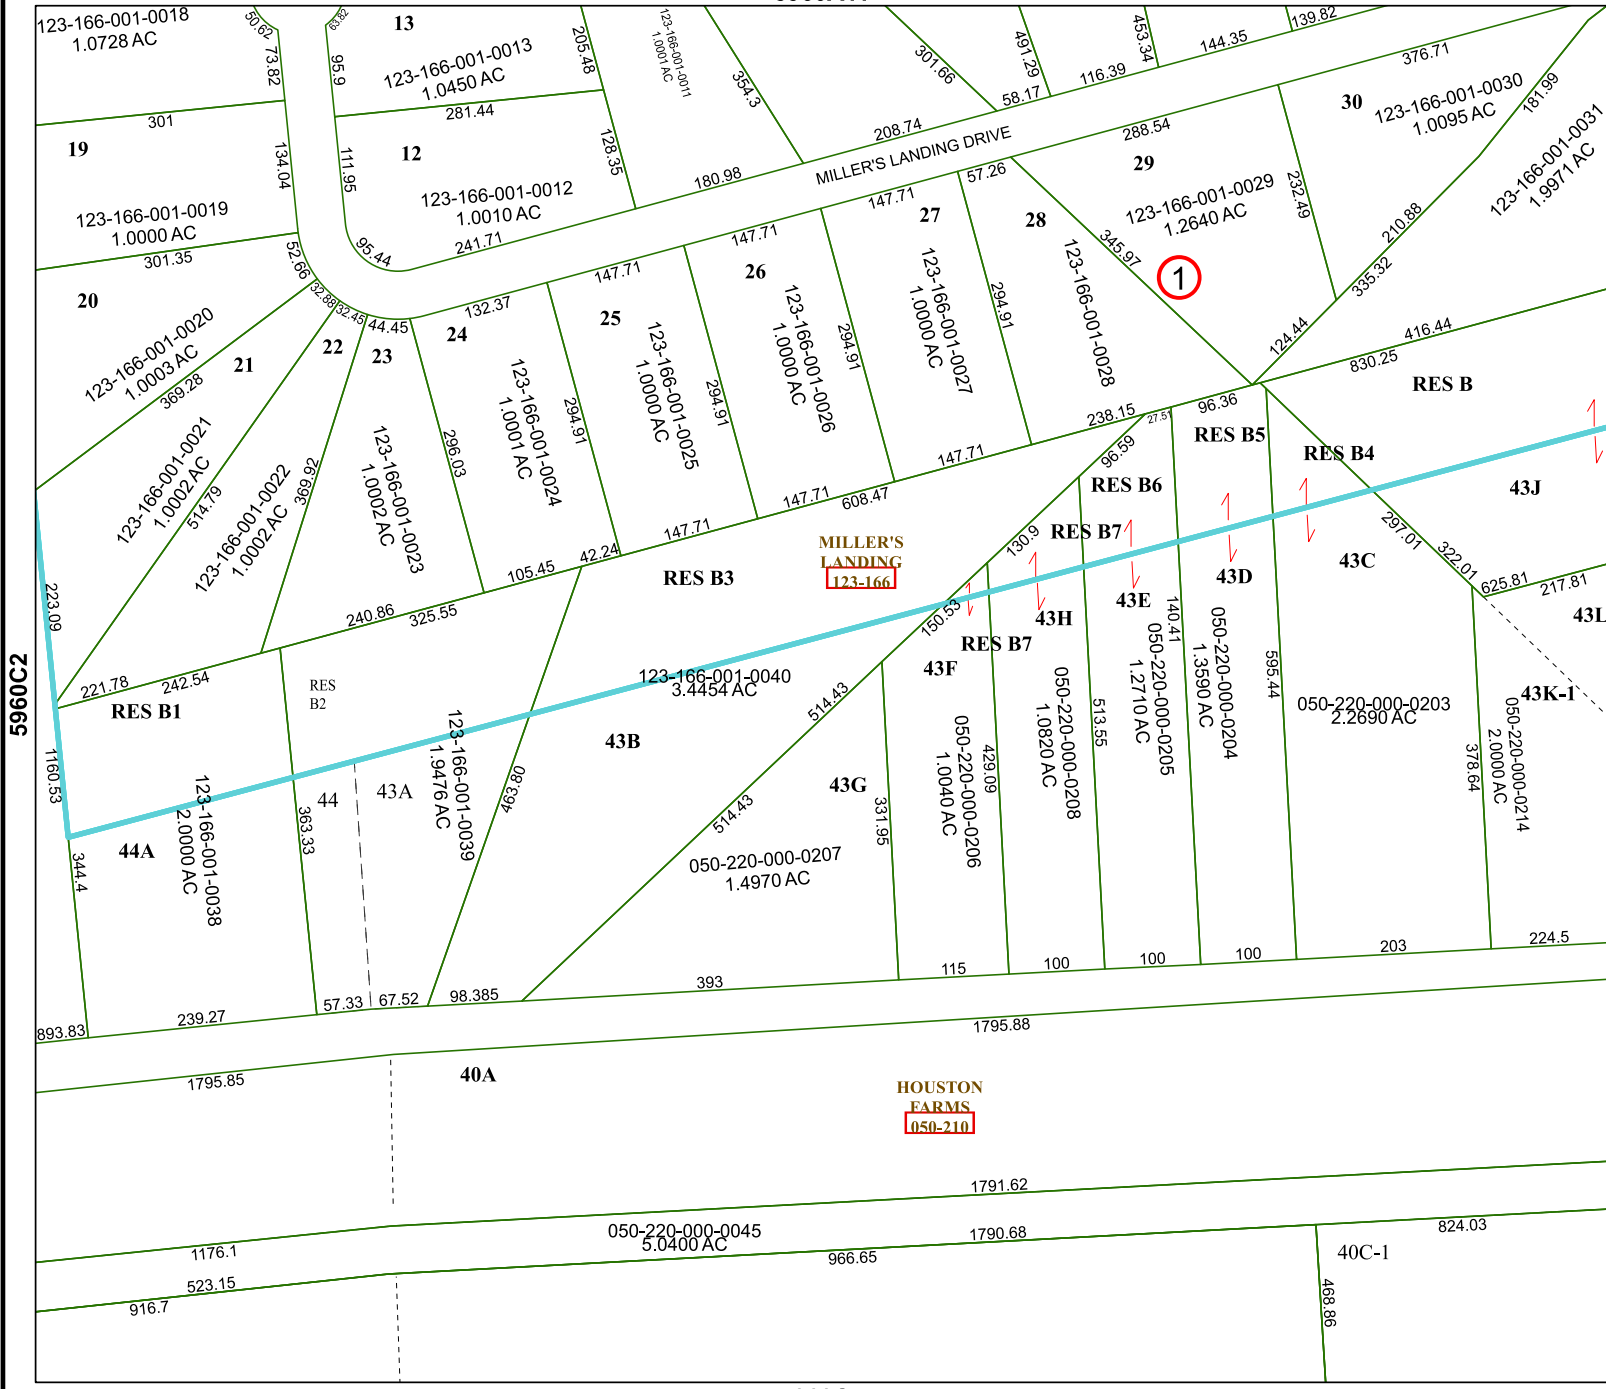 123-166-001-0018
1.0728 AC
50.62
73.82
63.82
95.9
13
123-166-001-0013
1.0450 AC
205.48
123-166-001-0011
1.0001 AC
354.3
301.66
491.29
453.34
139.82
144.35
116.39
58.17
376.71
30
123-166-001-0030
1.0095 AC
181.99
123-166-001-0031
1.9971 AC
301
281.44
19
134.04
111.95
12
128.35
123-166-001-0012
1.0010 AC
180.98
208.74
MILLER'S LANDING DRIVE
288.54
29
123-166-001-0029
1.2640 AC
232.49
210.88
335.32
123-166-001-0019
1.0000 AC
301.35
52.66
95.44
241.71
147.71
57.26
27
28
345.97
1
20
32.88
32.45
44.45
132.37
147.71
147.71
26
25
24
123-166-001-0020
1.0003 AC
369.28
21
22
23
123-166-001-0021
1.0002 AC
514.79
123-166-001-0022
1.0002 AC
369.92
123-166-001-0023
1.0002 AC
296.03
123-166-001-0024
1.0001 AC
294.91
123-166-001-0025
1.0000 AC
294.91
123-166-001-0026
1.0000 AC
294.91
123-166-001-0027
1.0000 AC
294.91
123-166-001-0028
124.44
416.44
830.25
RES B
238.15
27.51
96.36
RES B5
RES B4
96.59
RES B6
43J
147.71
147.71
608.47
147.71
42.24
105.45
130.9
RES B7
297.01
322.01
MILLER'S
LANDING
123-166
RES B3
240.86
325.55
223.09
5960C2
221.78
242.54
RES B1
RES
B2
150.53
RES B7
43H
43E
43D
43C
625.81
217.81
43L
43F
123-166-001-0040
3.4454 AC
514.43
43B
140.41
050-220-000-0205
1.2710 AC
050-220-000-0204
1.3590 AC
595.44
050-220-000-0203
2.2690 AC
43K-1
050-220-000-0214
2.0000 AC
378.64
513.55
050-220-000-0208
1.0820 AC
429.09
050-220-000-0206
1.0040 AC
331.95
43G
514.43
050-220-000-0207
1.4970 AC
1160.53
44A
344.4
123-166-001-0038
2.0000 AC
363.33
44
43A
123-166-001-0039
1.9476 AC
463.80
893.83
239.27
57.33
67.52
98.385
393
115
100
100
100
203
224.5
1795.85
1795.88
40A
HOUSTON
FARMS
050-210
1791.62
1176.1
050-220-000-0045
5.0400 AC
1790.68
824.03
523.15
966.65
916.7
40C-1
468.86